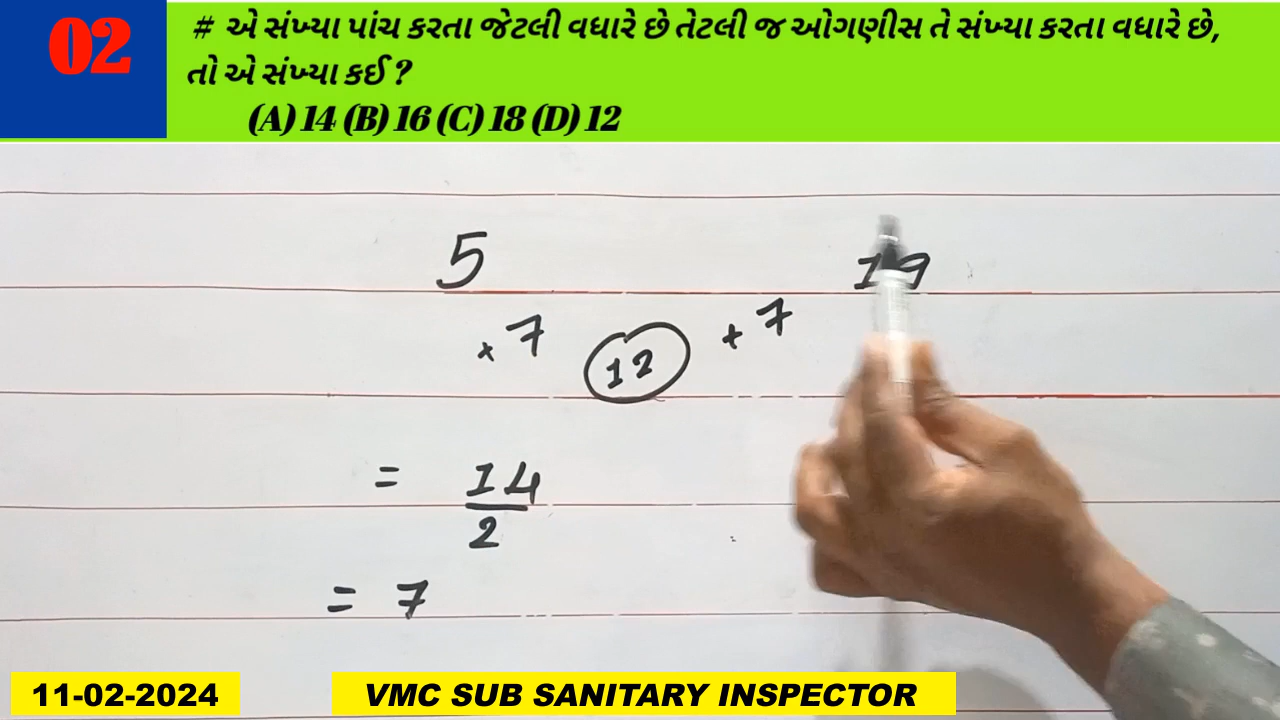 02
# એ સંખ્યા પાંચ કરતા જેટલી વધારે છે તેટલી જ ઓગણીસ તે સંખ્યા કરતા વધારે છે,
તો એ સંખ્યા કઈ ?
(A) 14 (B) 16 (C) 18 (D) 12
5 19
+ 7 12 + 7
= 14
2
= 7
11-02-2024 VMC SUB SANITARY INSPECTOR